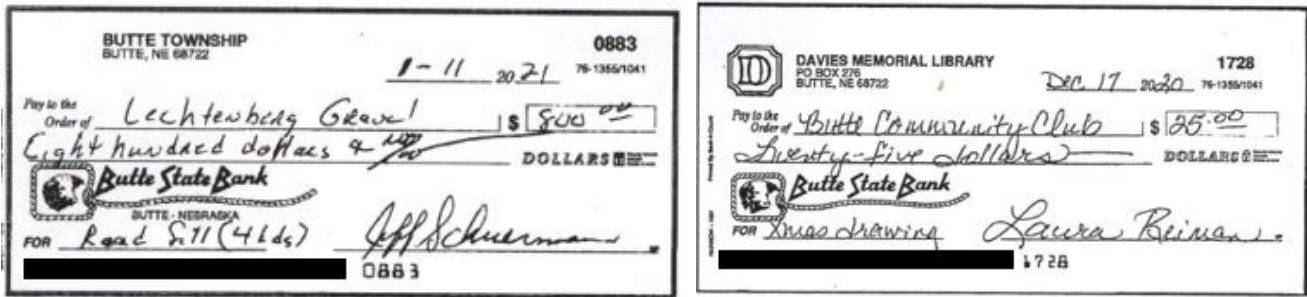 BUTTE TOWNSHIP
BUTTE, NE 68722
0883
1-11 2021
76-1355/1041
Pay to the
Order of Lechtenberg Gravel $ 800 00
Eight hundred dollars & no/00 DOLLARS
Butte State Bank
BUTTE - NEBRASKA
FOR Road fill (4 lds) Jeff Schuermann
0883
D
DAVIES MEMORIAL LIBRARY
PO BOX 276
BUTTE, NE 68722
1728
Dec 17 2020
76-1355/1041
Pay to the
Order of Butte Community Club $ 25.00
Twenty-five dollars DOLLARS
Butte State Bank
FOR Xmas drawing Laura Reiman
1728